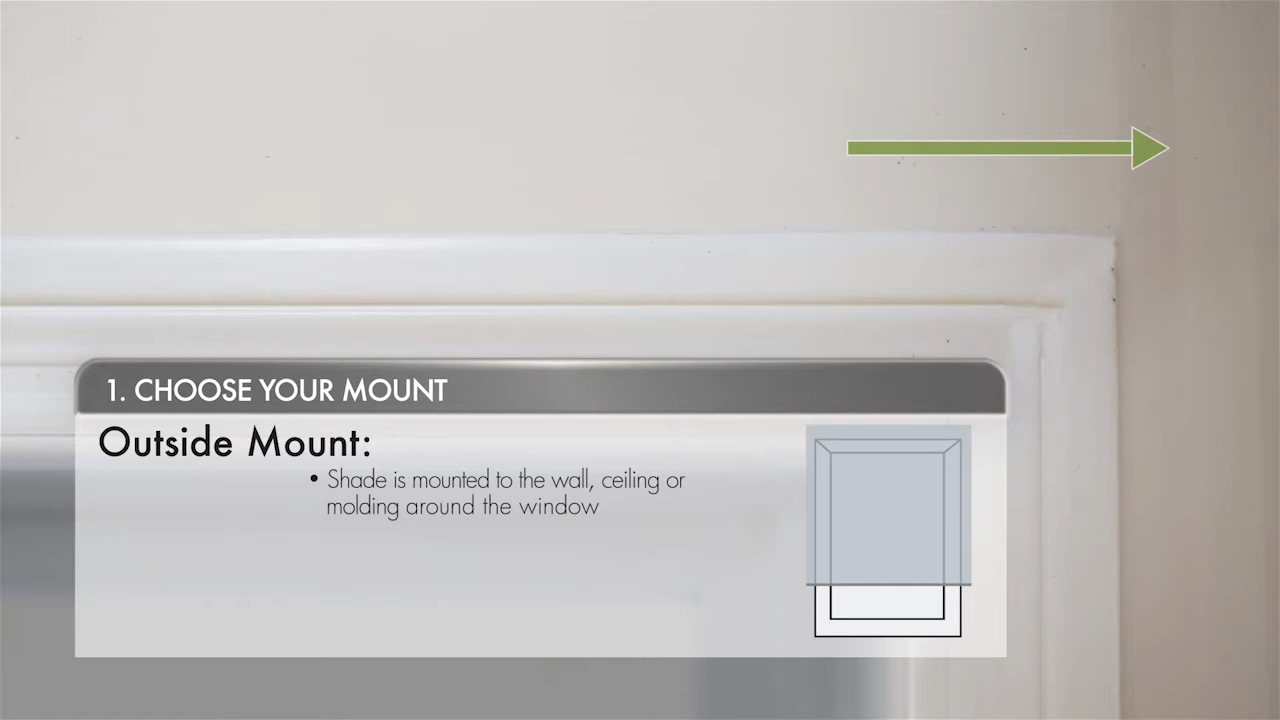 1. CHOOSE YOUR MOUNT
Outside Mount:
• Shade is mounted to the wall, ceiling or
molding around the window